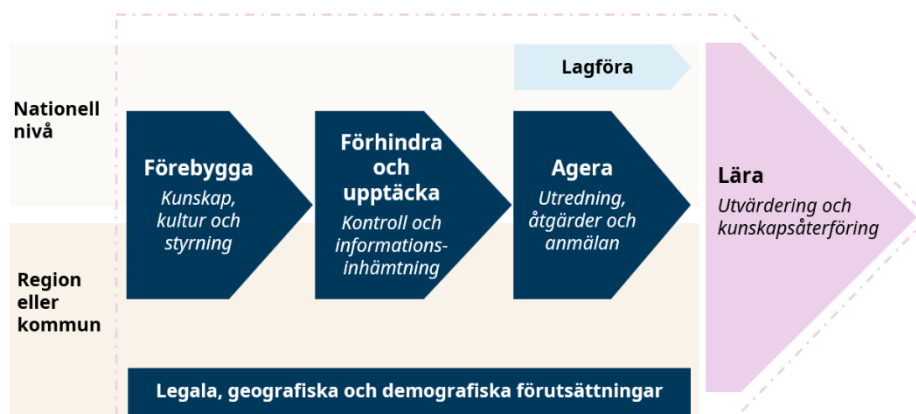 Lagföra
Nationell
nivå
Förebygga
Kunskap,
kultur och
styrning
Förhindra
och
upptäcka
Kontroll och
informations-
inhämtning
Agera
Utredning,
åtgärder och
anmälan
Lära
Utvärdering och
kunskapsåterföring
Region
eller
kommun
Legala, geografiska och demografiska förutsättningar